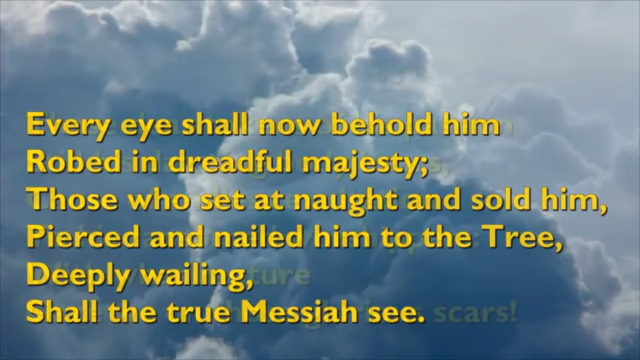 Every eye shall now behold him
Robed in dreadful majesty;
Those who set at naught and sold him,
Pierced and nailed him to the Tree,
Deeply wailing,
Shall the true Messiah see.
scars!